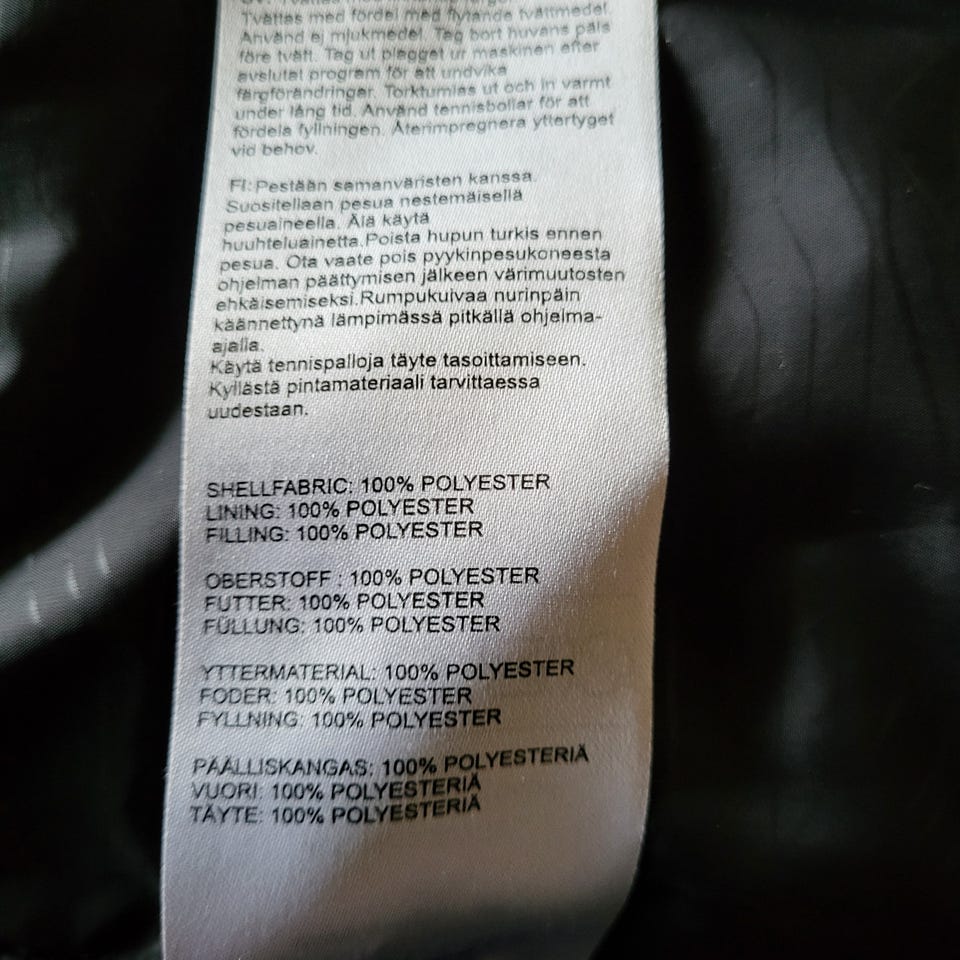 Tvättas med fördel med flytande tvättmedel.
Använd ej mjukmedel. Tag bort huvans päls
före tvätt. Tag ut plagget ur maskinen efter
avslutat program för att undvika
färgförändringar. Torktumlas ut och in varmt
under lång tid. Använd tennisbollar för att
fördela fyllningen. Återimpregnera yttertyget
vid behov.
FI:Pestään samanväristen kanssa.
Suositellaan pesua nestemäisellä
pesuaineella. Älä käytä
huuhteluainetta.Poista hupun turkis ennen
pesua. Ota vaate pois pyykinpesukoneesta
ohjelman päättymisen jälkeen värimuutosten
ehkäisemiseksi.Rumpukuivaa nurinpäin
käännettynä lämpimässä pitkällä ohjelma-
ajalla.
Käytä tennispalloja täyte tasoittamiseen.
Kyllästä pintamateriaali tarvittaessa
uudestaan.
SHELLFABRIC: 100% POLYESTER
LINING: 100% POLYESTER
FILLING: 100% POLYESTER
OBERSTOFF : 100% POLYESTER
FUTTER: 100% POLYESTER
FÜLLUNG: 100% POLYESTER
YTTERMATERIAL: 100% POLYESTER
FODER: 100% POLYESTER
FYLLNING: 100% POLYESTER
PÄÄLLISKANGAS: 100% POLYESTERIÄ
VUORI: 100% POLYESTERIÄ
TÄYTE: 100% POLYESTERIÄ